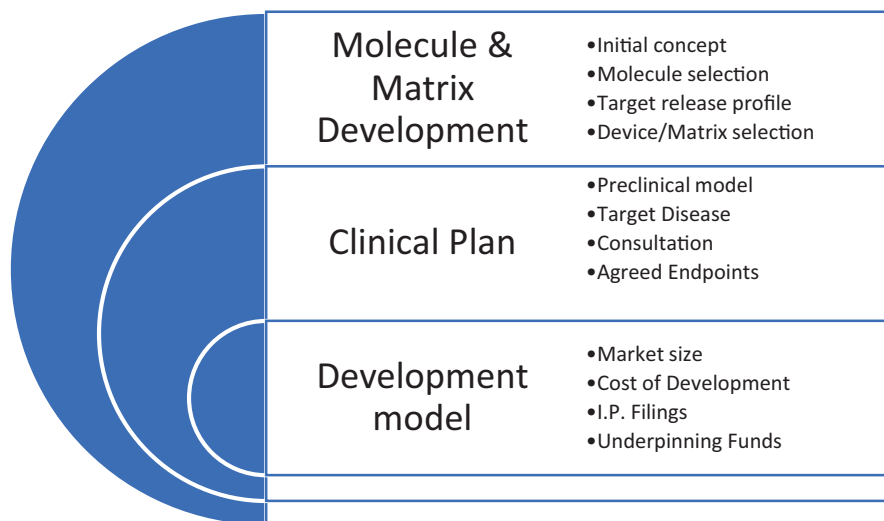 Molecule &
Matrix
Development
•Initial concept
•Molecule selection
•Target release profile
•Device/Matrix selection
Clinical Plan
•Preclinical model
•Target Disease
•Consultation
•Agreed Endpoints
Development
model
•Market size
•Cost of Development
•I.P. Filings
•Underpinning Funds